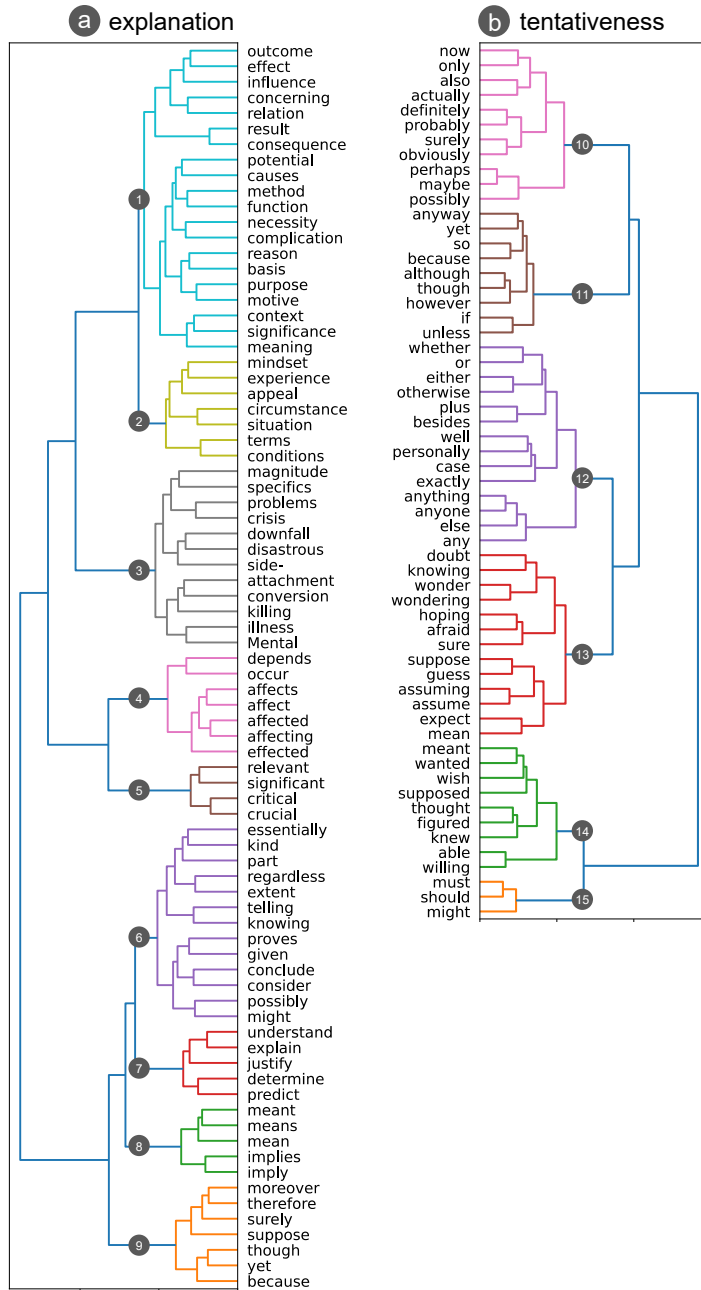 a explanation
outcome
effect
influence
concerning
relation
result
consequence
potential
causes
1
method
function
necessity
complication
reason
basis
purpose
motive
context
significance
meaning
mindset
experience
appeal
circumstance
2
situation
terms
conditions
magnitude
specifics
problems
crisis
downfall
disastrous
3
side-
attachment
conversion
killing
illness
Mental
depends
occur
4
affects
affect
affected
affecting
effected
relevant
significant
5
critical
crucial
essentially
kind
part
regardless
extent
telling
knowing
6
proves
given
conclude
consider
possibly
might
understand
explain
justify
7
determine
predict
meant
means
mean
8
implies
imply
moreover
therefore
surely
suppose
9
though
yet
because
b tentativeness
now
only
also
actually
definitely
probably
surely
10
obviously
perhaps
maybe
possibly
anyway
yet
so
because
although
though
11
however
if
unless
whether
or
either
otherwise
plus
besides
well
personally
case
12
exactly
anything
anyone
else
any
doubt
knowing
wonder
wondering
hoping
afraid
sure
13
suppose
guess
assuming
assume
expect
mean
meant
wanted
wish
supposed
thought
figured
14
knew
able
willing
must
should
15
might